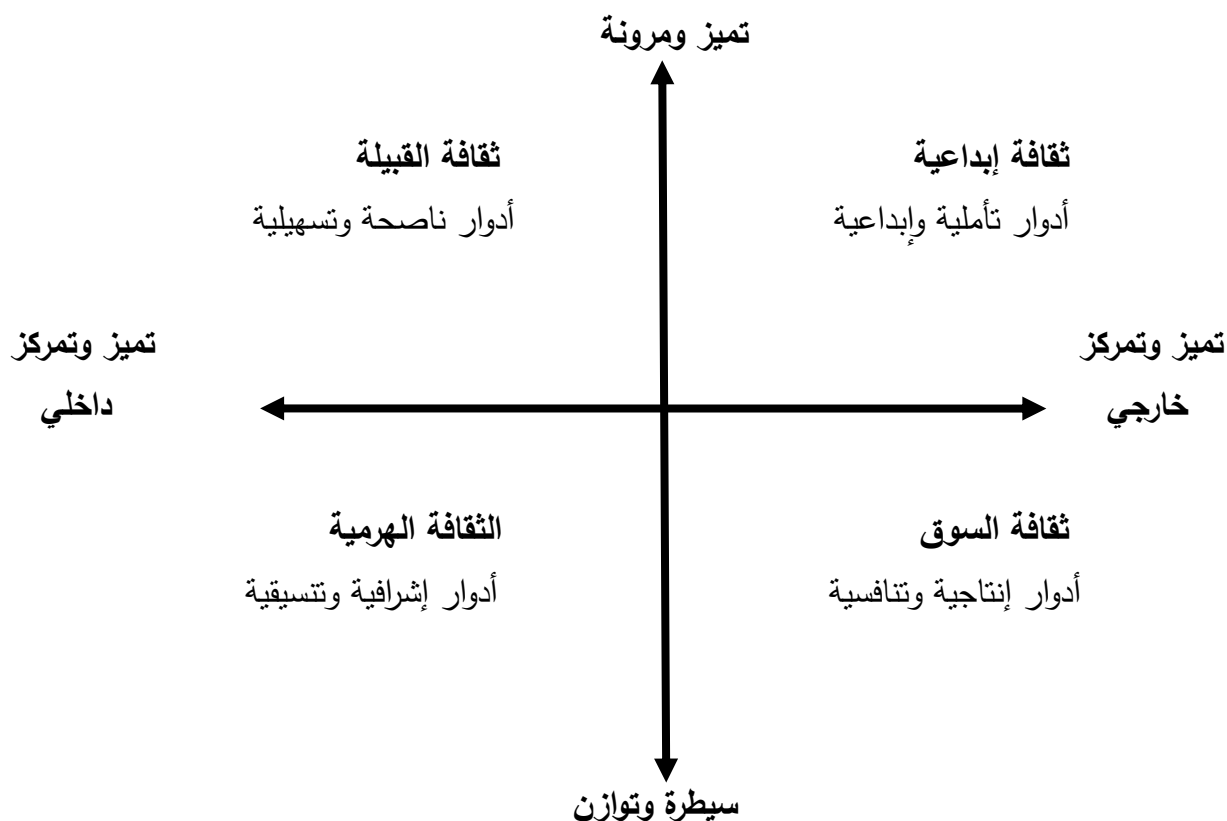 تميز ومرونة
ثقافة إبداعية
أدوار تأملية وإبداعية
ثقافة القبيلة
أدوار ناصحة وتسهيلية
تميز وتمركز
خارجي
تميز وتمركز
داخلي
ثقافة السوق
أدوار إنتاجية وتنافسية
الثقافة الهرمية
أدوار إشرافية وتنسيقية
سيطرة وتوازن